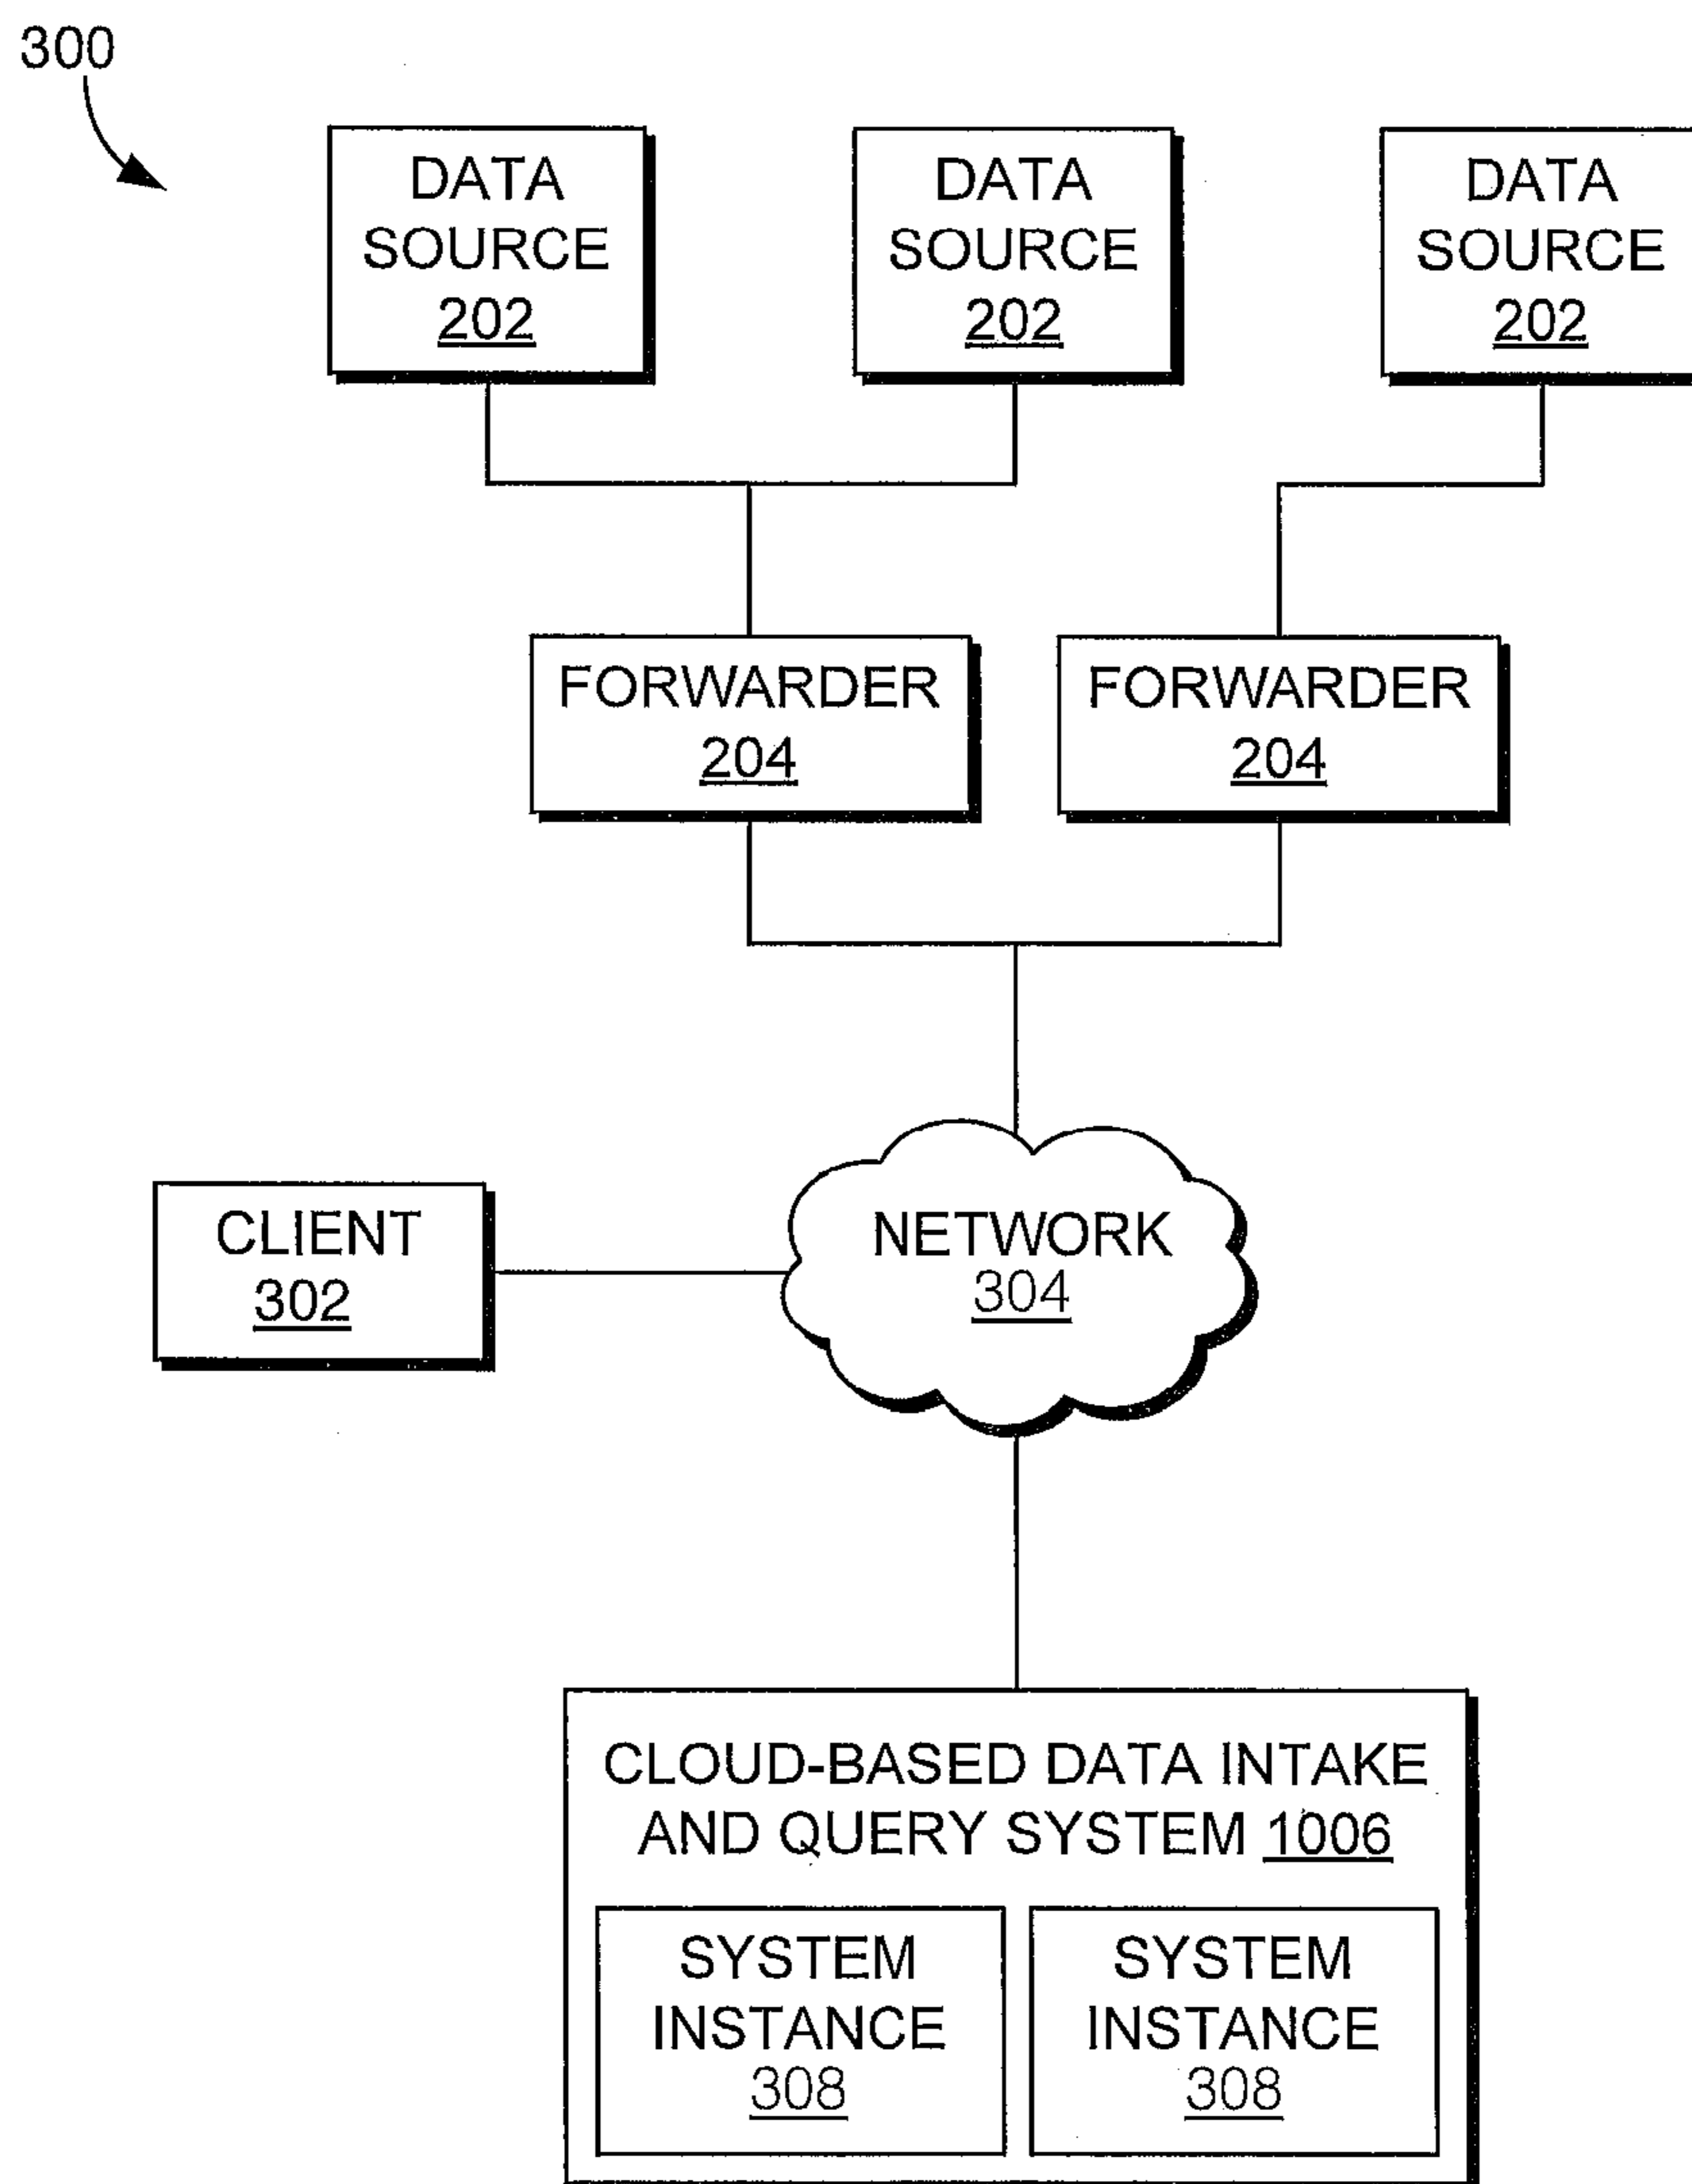 300
DATA
SOURCE
202
DATA
SOURCE
202
DATA
SOURCE
202
FORWARDER
204
FORWARDER
204
CLIENT
302
NETWORK
304
CLOUD-BASED DATA INTAKE
AND QUERY SYSTEM 1006
SYSTEM
INSTANCE
308
SYSTEM
INSTANCE
308